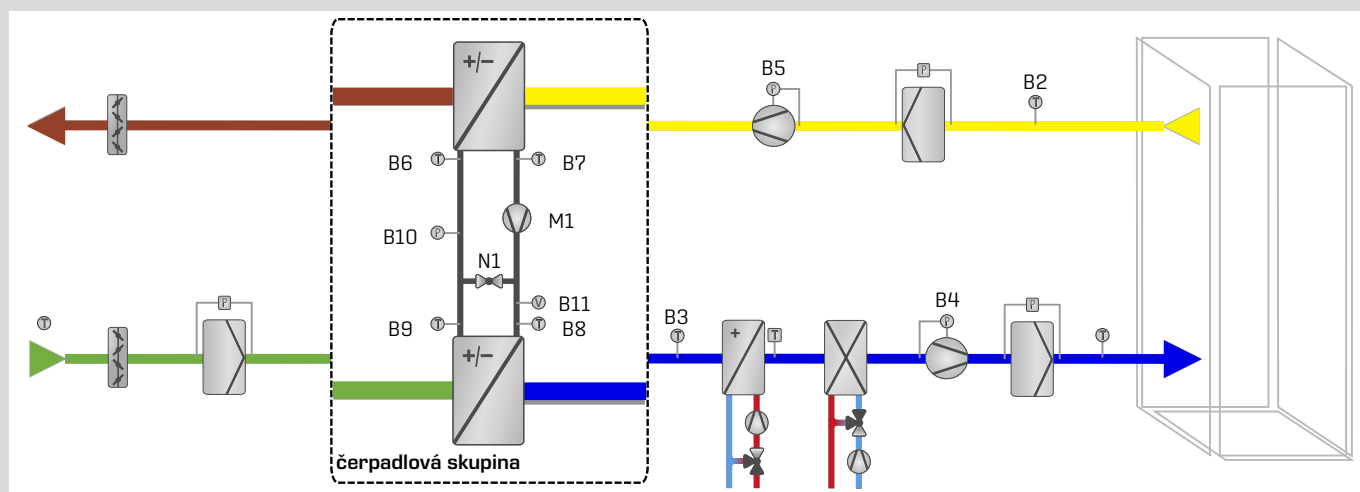 +/−
P
B5
P
B2
T
B6
T
T
B7
M1
B10
P
N1
V
B11
B9
T
T
B8
T
P
B3
T
+
T
B4
P
P
T
+/−
čerpadlová skupina